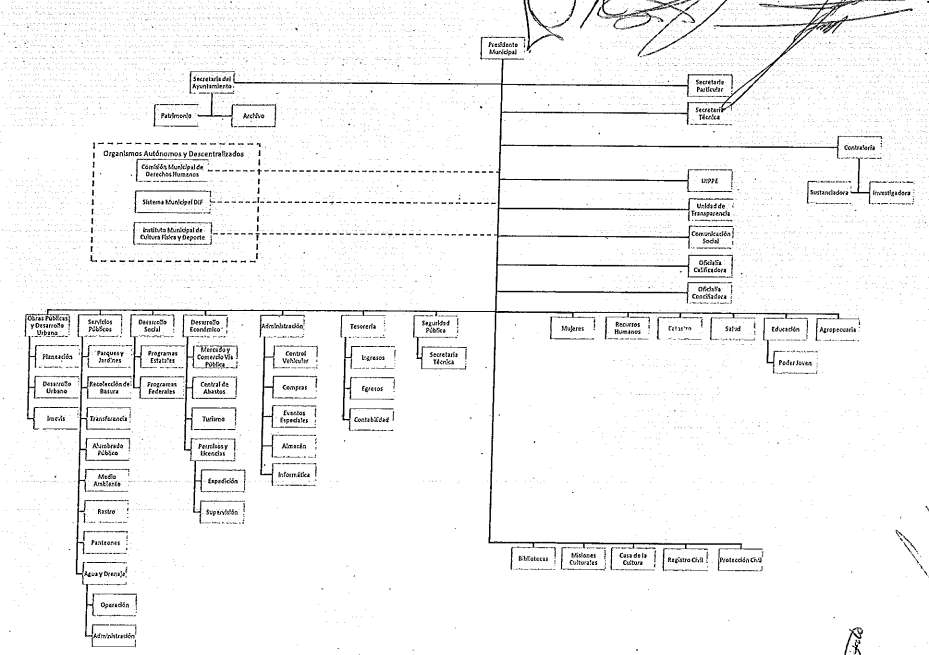 Presidente
Municipal
Secretaría del
Ayuntamiento
Secretaría
Particular
Patrimonio
Archivo
Secretaría
Técnica
Contraloría
Sustanciadora
Investigadora
Organismos Autónomos y Descentralizados
Comisión Municipal de
Derechos Humanos
Sistema Municipal DIF
Instituto Municipal de
Cultura Física y Deporte
UIPPE
Unidad de
Transparencia
Comunicación
Social
Oficialía
Calificadora
Oficialía
Conciliadora
Obras Públicas
y Desarrollo
Urbano
Servicios
Públicos
Desarrollo
Social
Desarrollo
Económico
Administración
Tesorería
Seguridad
Pública
Mujeres
Recursos
Humanos
Catastro
Salud
Educación
Agropecuaria
Planeación
Desarrollo
Urbano
Imevis
Parques y
Jardines
Recolección de
Basura
Transferencia
Alumbrado
Público
Medio
Ambiente
Rastro
Panteones
Agua y Drenaje
Operación
Administración
Programas
Estatales
Programas
Federales
Mercado y
Comercio Vía
Pública
Central de
Abastos
Turismo
Permisos y
Licencias
Expedición
Supervisión
Control
Vehicular
Compras
Eventos
Especiales
Almacén
Informática
Ingresos
Egresos
Contabilidad
Secretaría
Técnica
Poder Joven
Bibliotecas
Misiones
Culturales
Casa de la
Cultura
Registro Civil
Protección Civil